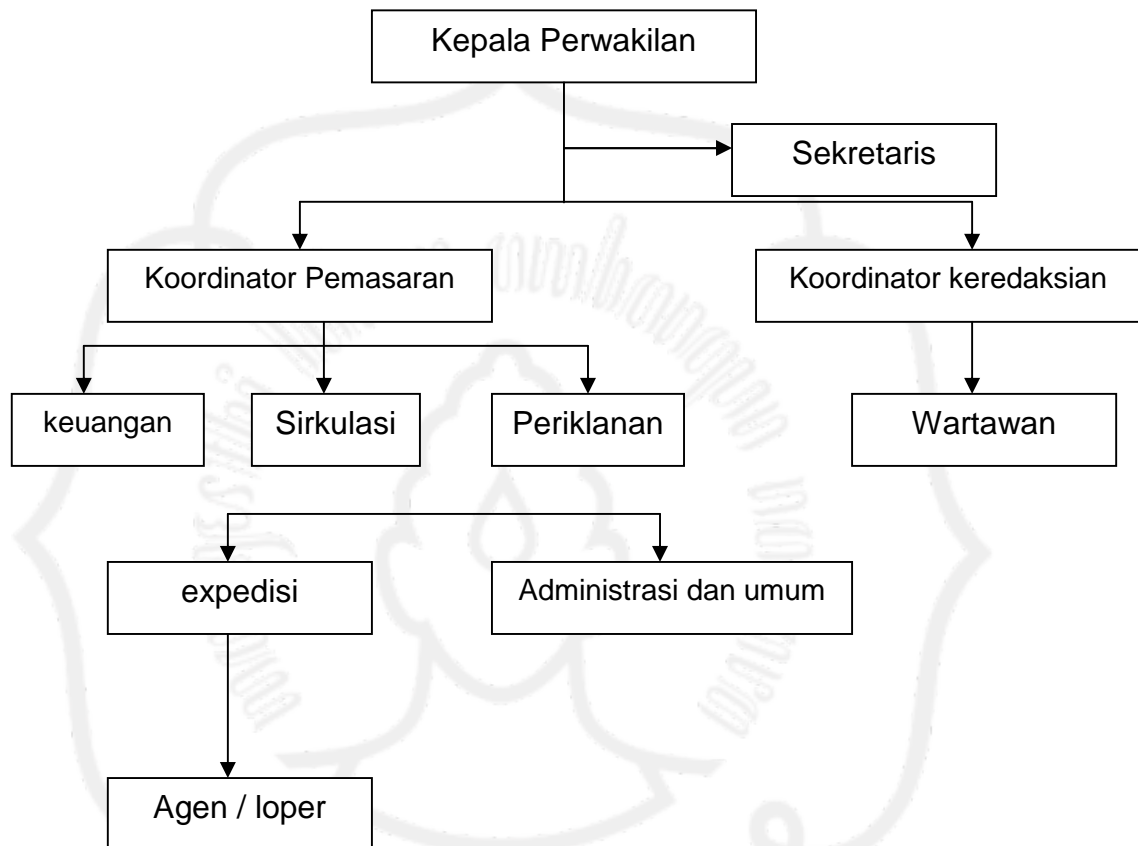 Kepala Perwakilan
Sekretaris
Koordinator Pemasaran
Koordinator keredaksian
keuangan
Sirkulasi
Periklanan
Wartawan
expedisi
Administrasi dan umum
Agen / loper